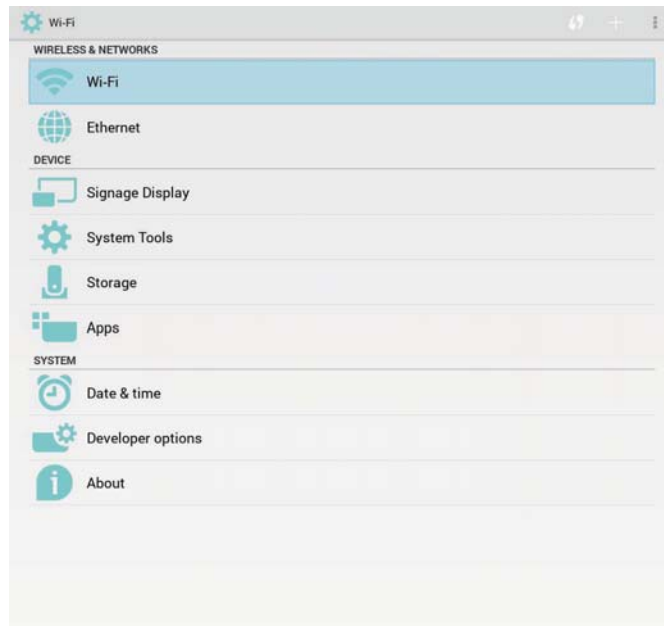 Wi-Fi
WIRELESS & NETWORKS
Wi-Fi
Ethernet
DEVICE
Signage Display
System Tools
Storage
Apps
SYSTEM
Date & time
Developer options
About